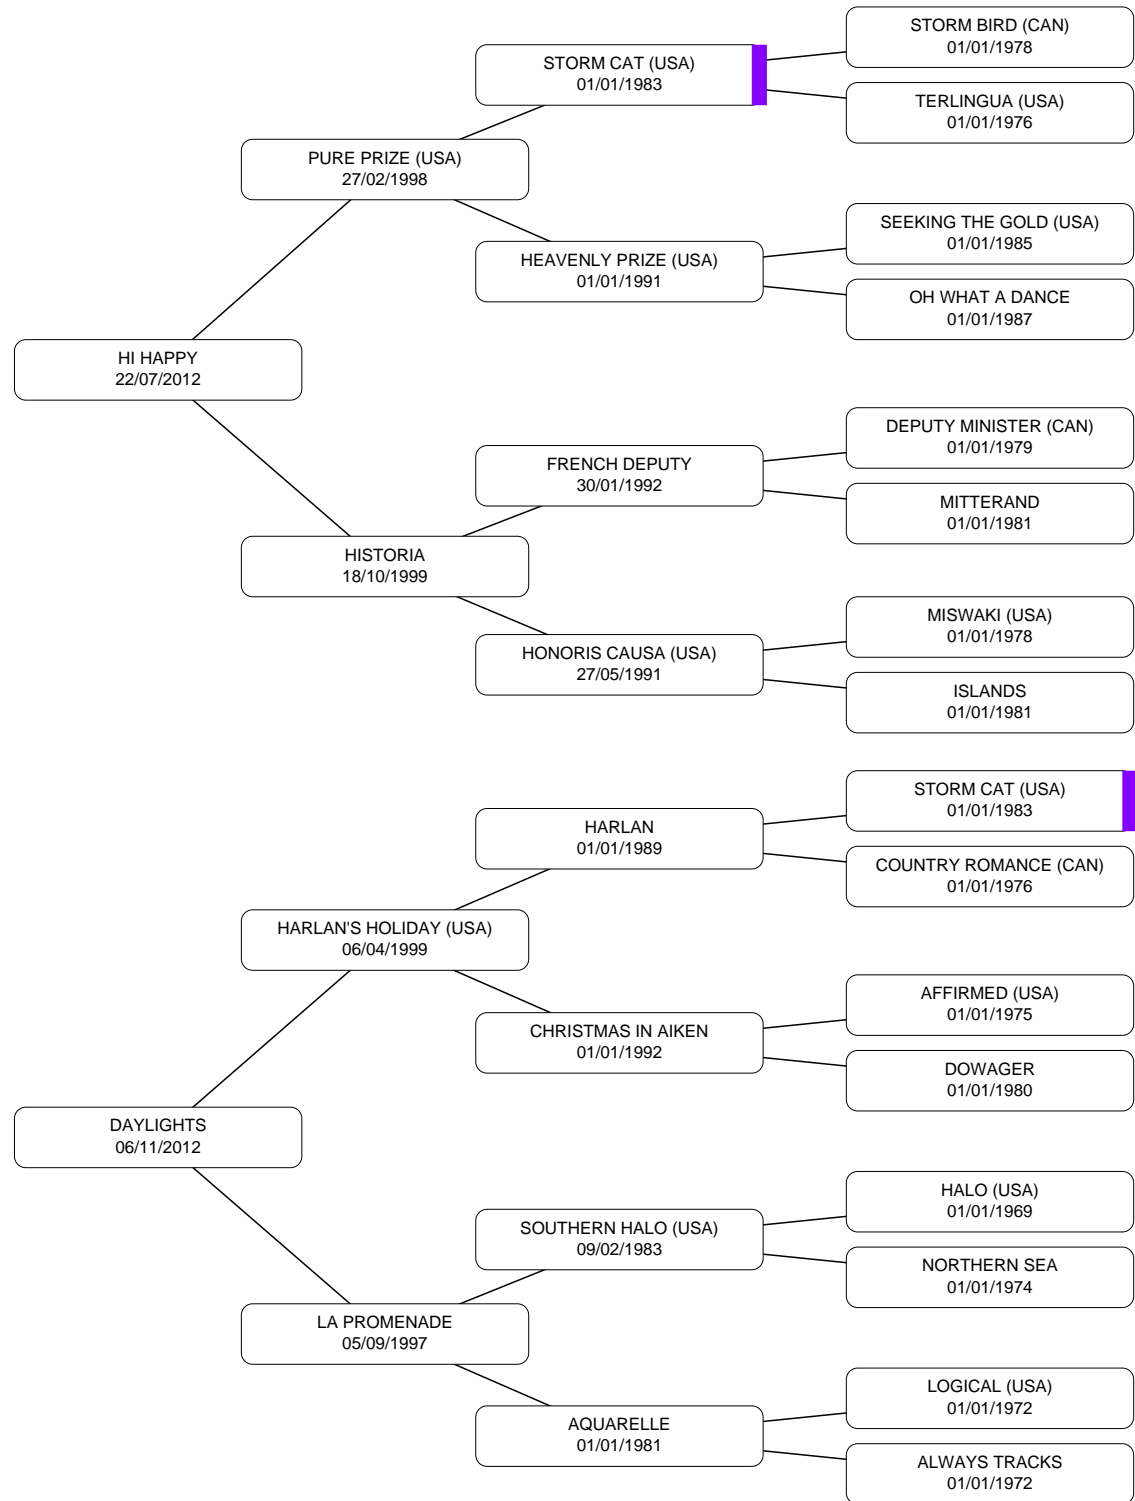 STORM BIRD (CAN)
01/01/1978
STORM CAT (USA)
01/01/1983
TERLINGUA (USA)
01/01/1976
PURE PRIZE (USA)
27/02/1998
SEEKING THE GOLD (USA)
01/01/1985
HEAVENLY PRIZE (USA)
01/01/1991
OH WHAT A DANCE
01/01/1987
HI HAPPY
22/07/2012
DEPUTY MINISTER (CAN)
01/01/1979
FRENCH DEPUTY
30/01/1992
MITTERAND
01/01/1981
HISTORIA
18/10/1999
MISWAKI (USA)
01/01/1978
HONORIS CAUSA (USA)
27/05/1991
ISLANDS
01/01/1981
STORM CAT (USA)
01/01/1983
HARLAN
01/01/1989
COUNTRY ROMANCE (CAN)
01/01/1976
HARLAN'S HOLIDAY (USA)
06/04/1999
AFFIRMED (USA)
01/01/1975
CHRISTMAS IN AIKEN
01/01/1992
DOWAGER
01/01/1980
DAYLIGHTS
06/11/2012
HALO (USA)
01/01/1969
SOUTHERN HALO (USA)
09/02/1983
NORTHERN SEA
01/01/1974
LA PROMENADE
05/09/1997
LOGICAL (USA)
01/01/1972
AQUARELLE
01/01/1981
ALWAYS TRACKS
01/01/1972